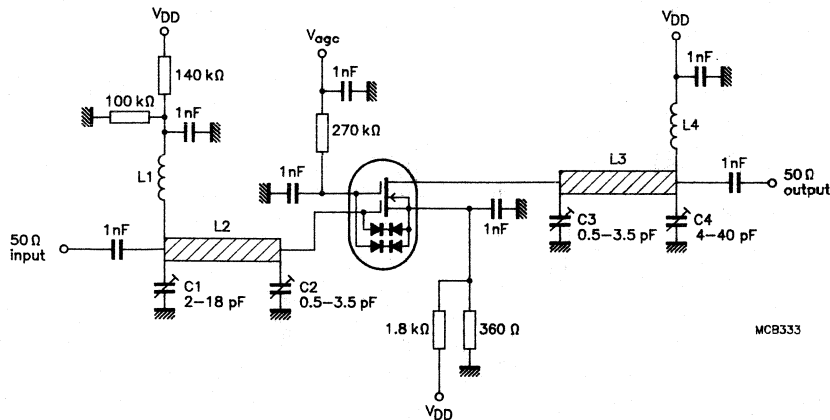 VDD
140 kΩ
100 kΩ
1nF
L1
50 Ω
input
1nF
L2
C1
2–18 pF
C2
0.5–3.5 pF
Vagc
1nF
270 kΩ
1nF
1nF
1.8 kΩ
360 Ω
VDD
VDD
1nF
L4
L3
1nF
50 Ω
output
C3
0.5–3.5 pF
C4
4–40 pF
MCB333